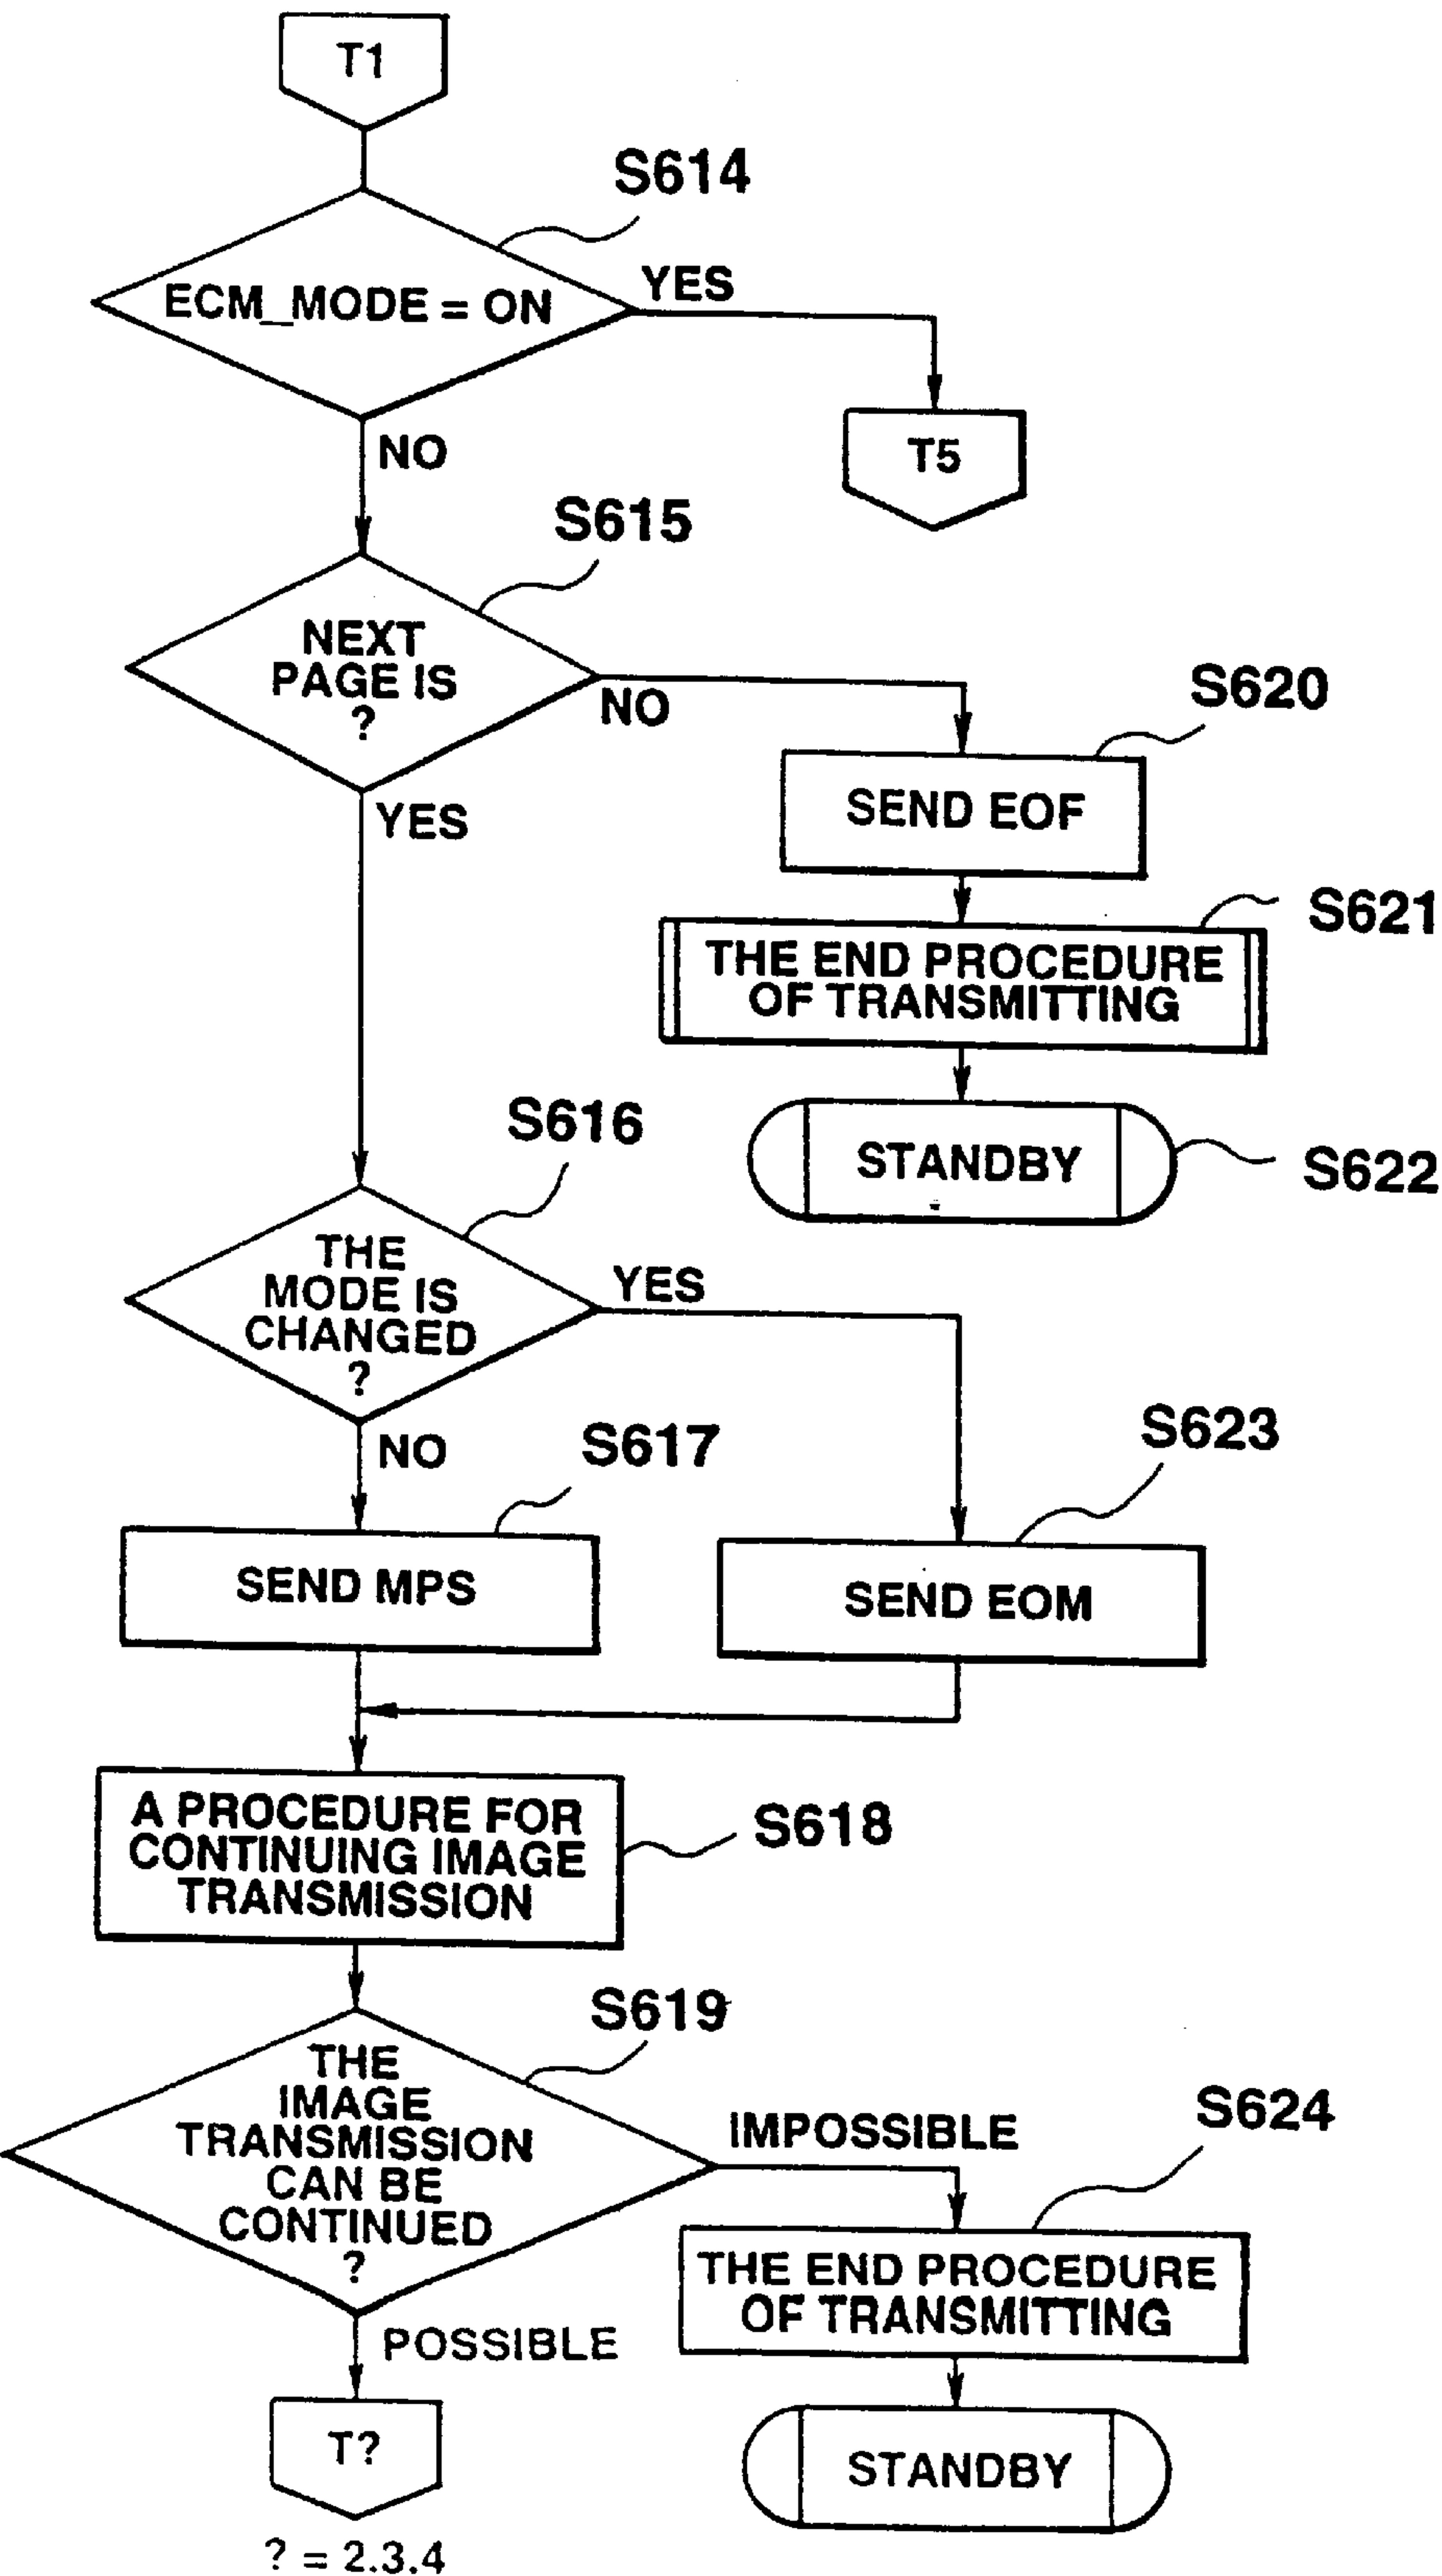 T1
S614
ECM_MODE = ON
YES
T5
NO
S615
NEXT
PAGE IS
?
NO
YES
S620
SEND EOF
S621
THE END PROCEDURE
OF TRANSMITTING
STANDBY
S622
S616
THE
MODE IS
CHANGED
?
YES
NO
S617
SEND MPS
S623
SEND EOM
A PROCEDURE FOR
CONTINUING IMAGE
TRANSMISSION
S618
S619
THE
IMAGE
TRANSMISSION
CAN BE
CONTINUED
?
IMPOSSIBLE
S624
THE END PROCEDURE
OF TRANSMITTING
POSSIBLE
T?
STANDBY
? = 2.3.4